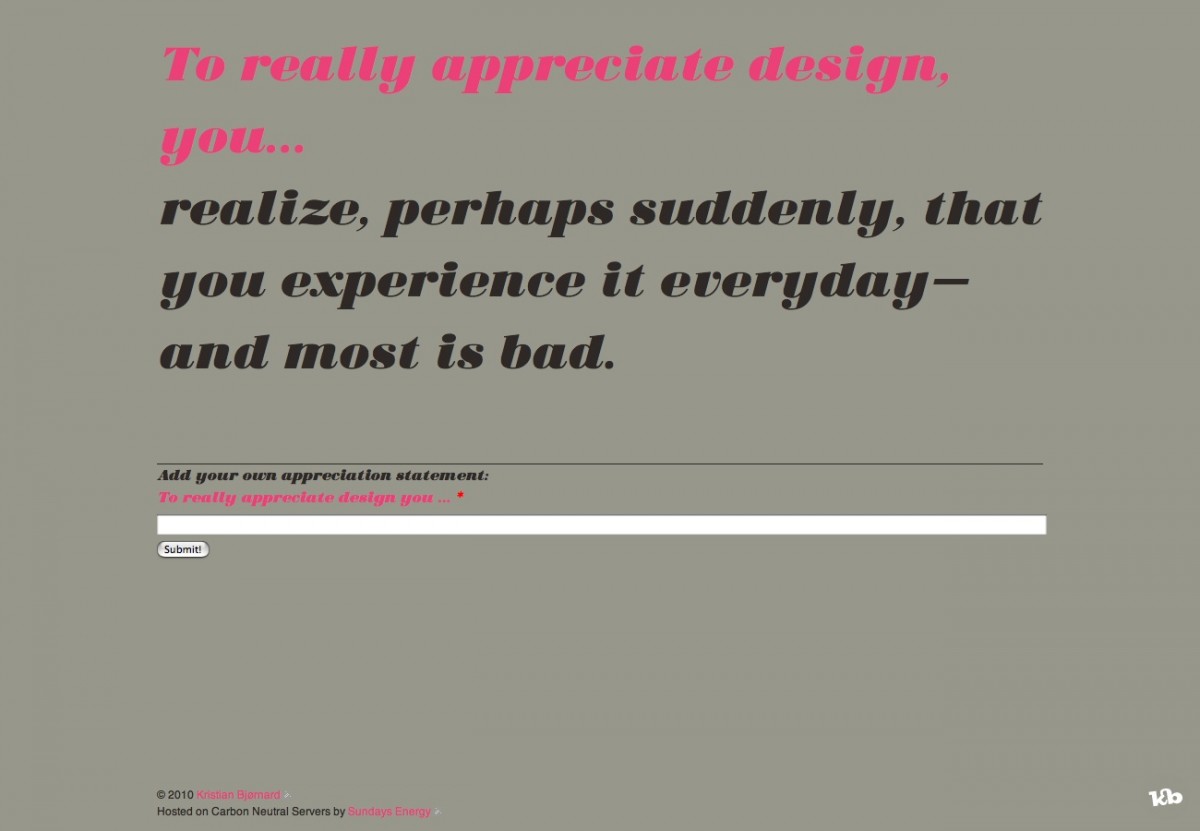 To really appreciate design,
you...
realize, perhaps suddenly, that
you experience it everyday—
and most is bad.
Add your own appreciation statement:
To really appreciate design you ... *
Submit!
© 2010 Kristian Bjørnard
Hosted on Carbon Neutral Servers by Sundays Energy
kb